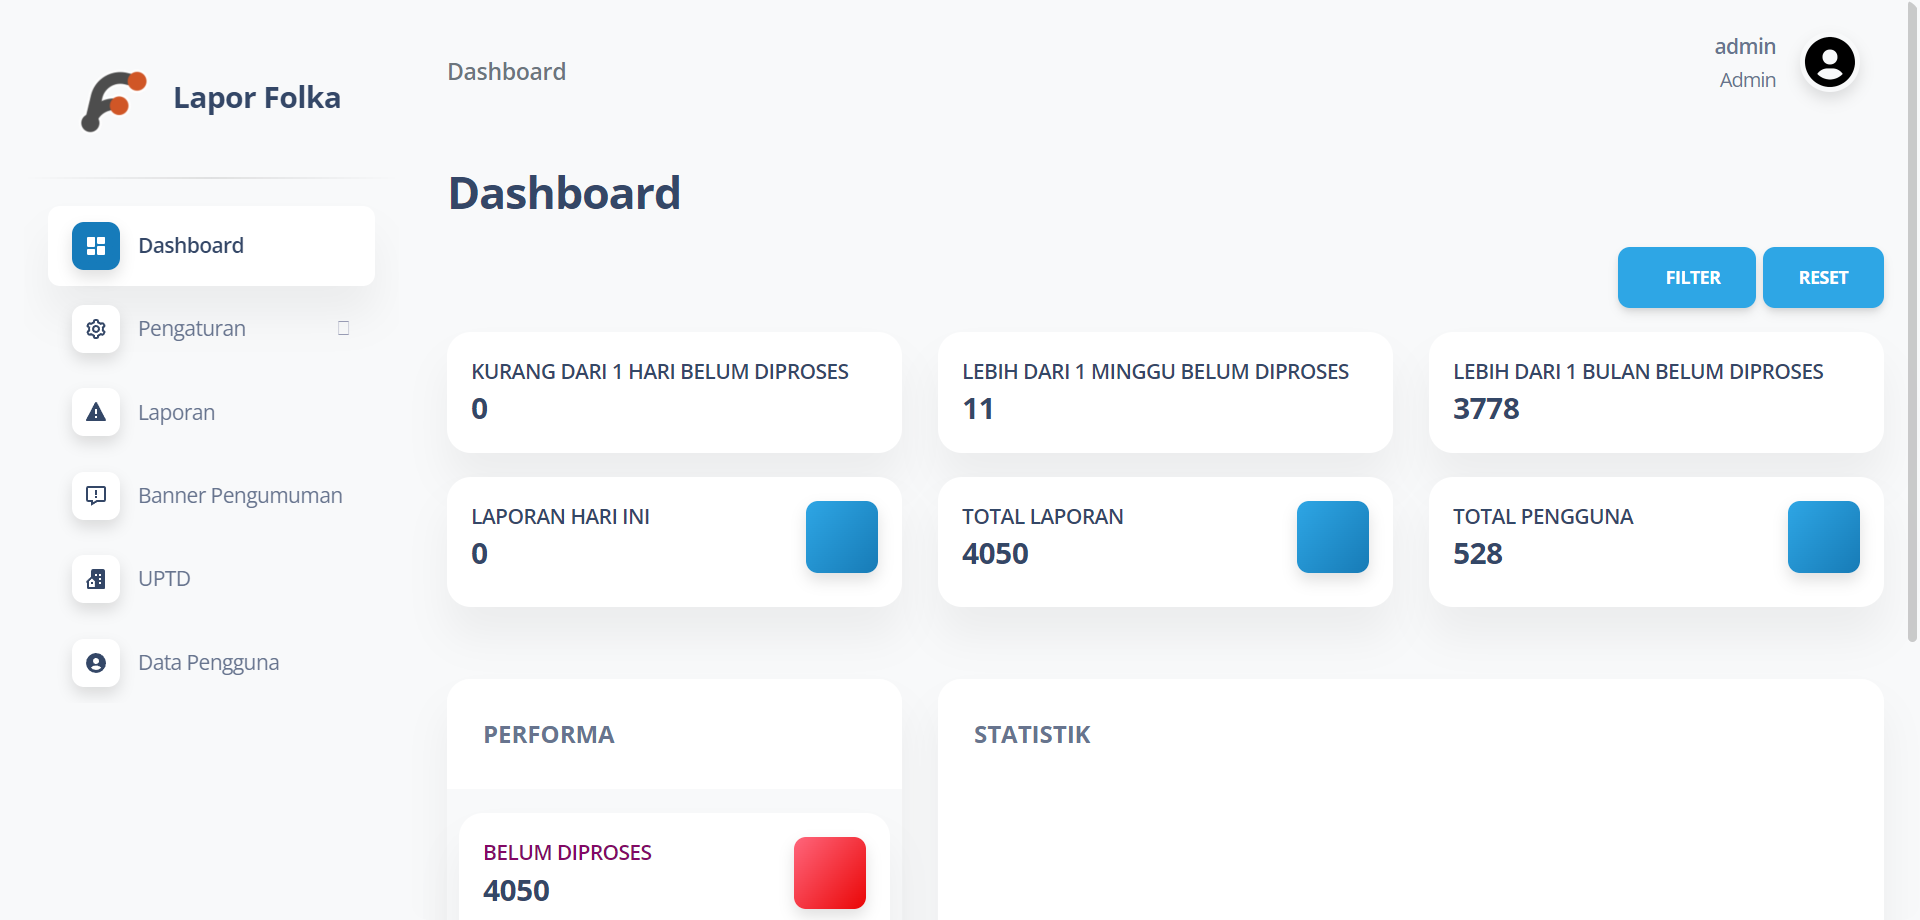 Lapor Folka
Dashboard
Pengaturan
Laporan
Banner Pengumuman
UPTD
Data Pengguna
Dashboard
admin
Admin
Dashboard
FILTER
RESET
KURANG DARI 1 HARI BELUM DIPROSES
0
LEBIH DARI 1 MINGGU BELUM DIPROSES
11
LEBIH DARI 1 BULAN BELUM DIPROSES
3778
LAPORAN HARI INI
0
TOTAL LAPORAN
4050
TOTAL PENGGUNA
528
PERFORMA
BELUM DIPROSES
4050
STATISTIK